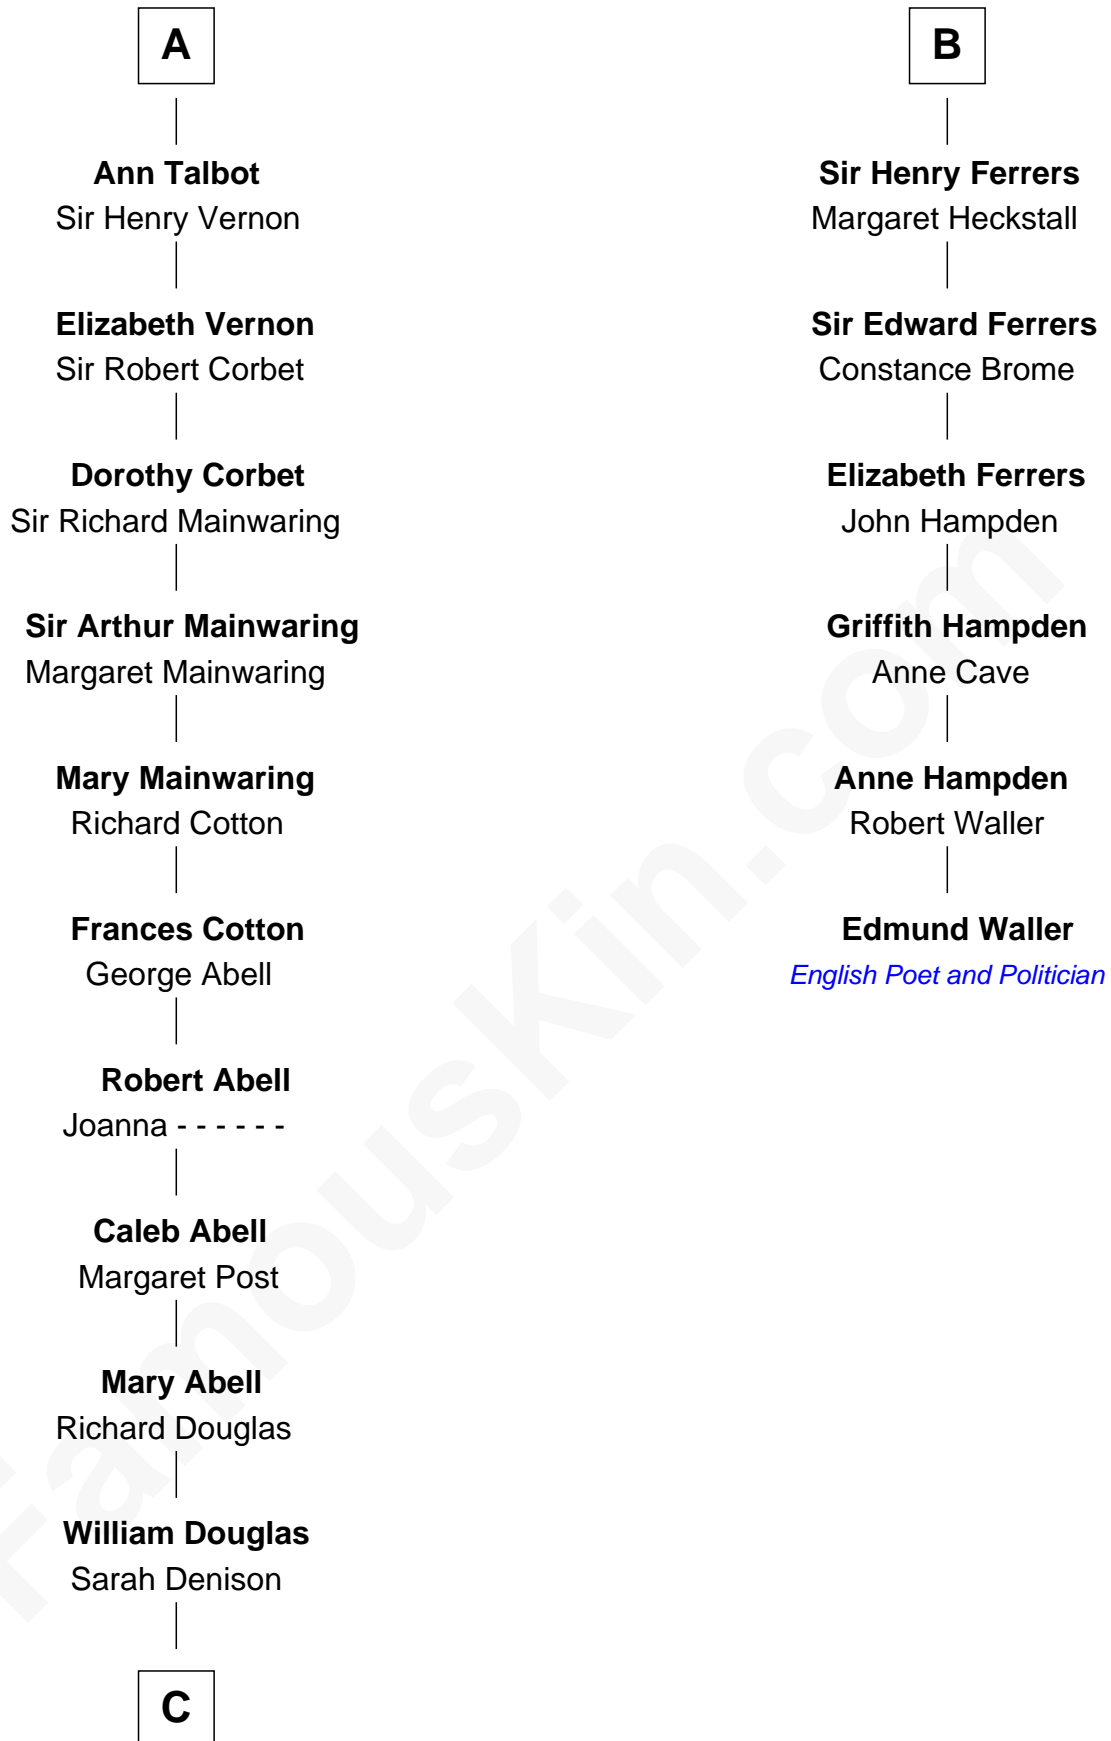 A
Ann Talbot
Sir Henry Vernon
Elizabeth Vernon
Sir Robert Corbet
Dorothy Corbet
Sir Richard Mainwaring
Sir Arthur Mainwaring
Margaret Mainwaring
Mary Mainwaring
Richard Cotton
Frances Cotton
George Abell
Robert Abell
Joanna - - - - - -
Caleb Abell
Margaret Post
Mary Abell
Richard Douglas
William Douglas
Sarah Denison
C
B
Sir Henry Ferrers
Margaret Heckstall
Sir Edward Ferrers
Constance Brome
Elizabeth Ferrers
John Hampden
Griffith Hampden
Anne Cave
Anne Hampden
Robert Waller
Edmund Waller
English Poet and Politician
FamousKin.com